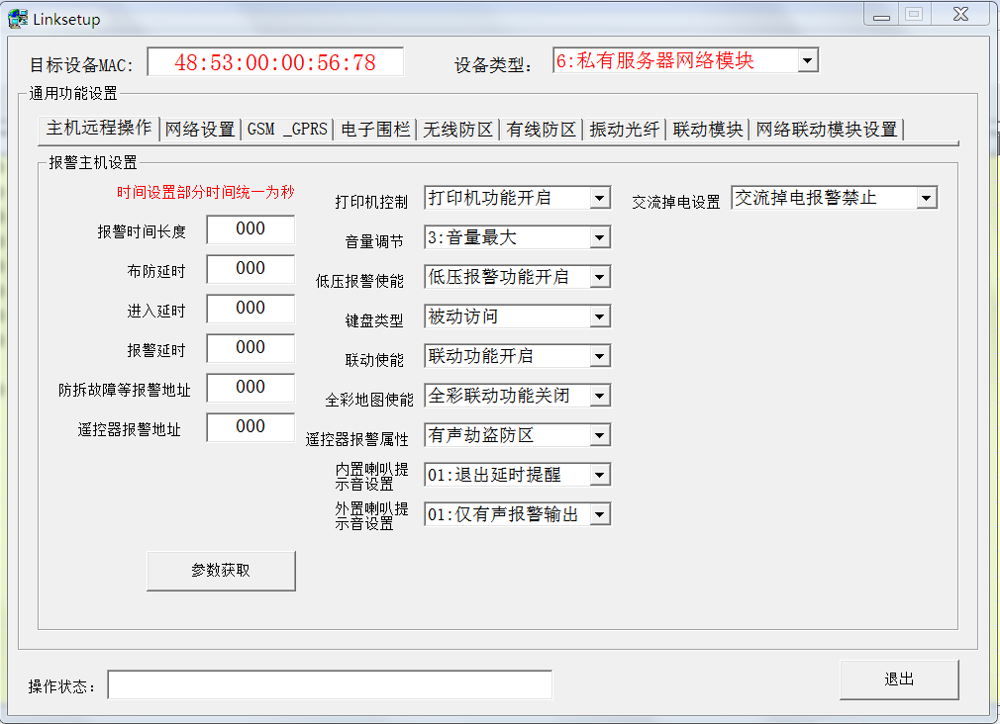 Linksetup
目标设备MAC: 48:53:00:00:56:78 设备类型: 6:私有服务器网络模块
通用功能设置
主机远程操作 网络设置 GSM _GPRS 电子围栏 无线防区 有线防区 振动光纤 联动模块 网络联动模块设置
报警主机设置
时间设置部分时间统一为秒
打印机控制 打印机功能开启 交流掉电设置 交流掉电报警禁止
报警时间长度 000 音量调节 3:音量最大
布防延时 000 低压报警使能 低压报警功能开启
进入延时 000 键盘类型 被动访问
报警延时 000 联动使能 联动功能开启
防拆故障等报警地址 000 全彩地图使能 全彩联动功能关闭
遥控器报警地址 000 遥控器报警属性 有声劫盗防区
内置喇叭提
示音设置 01:退出延时提醒
外置喇叭提
示音设置 01:仅有声报警输出
参数获取
操作状态: 退出